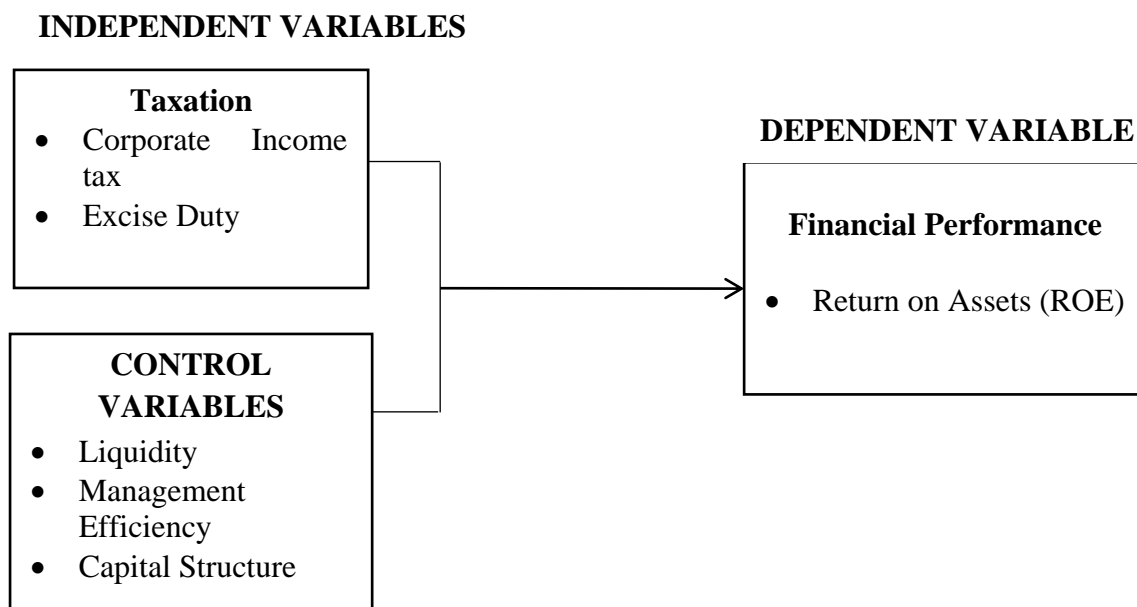 INDEPENDENT VARIABLES
Taxation
• Corporate Income
tax
• Excise Duty
DEPENDENT VARIABLE
Financial Performance
• Return on Assets (ROE)
CONTROL
VARIABLES
• Liquidity
• Management
Efficiency
• Capital Structure